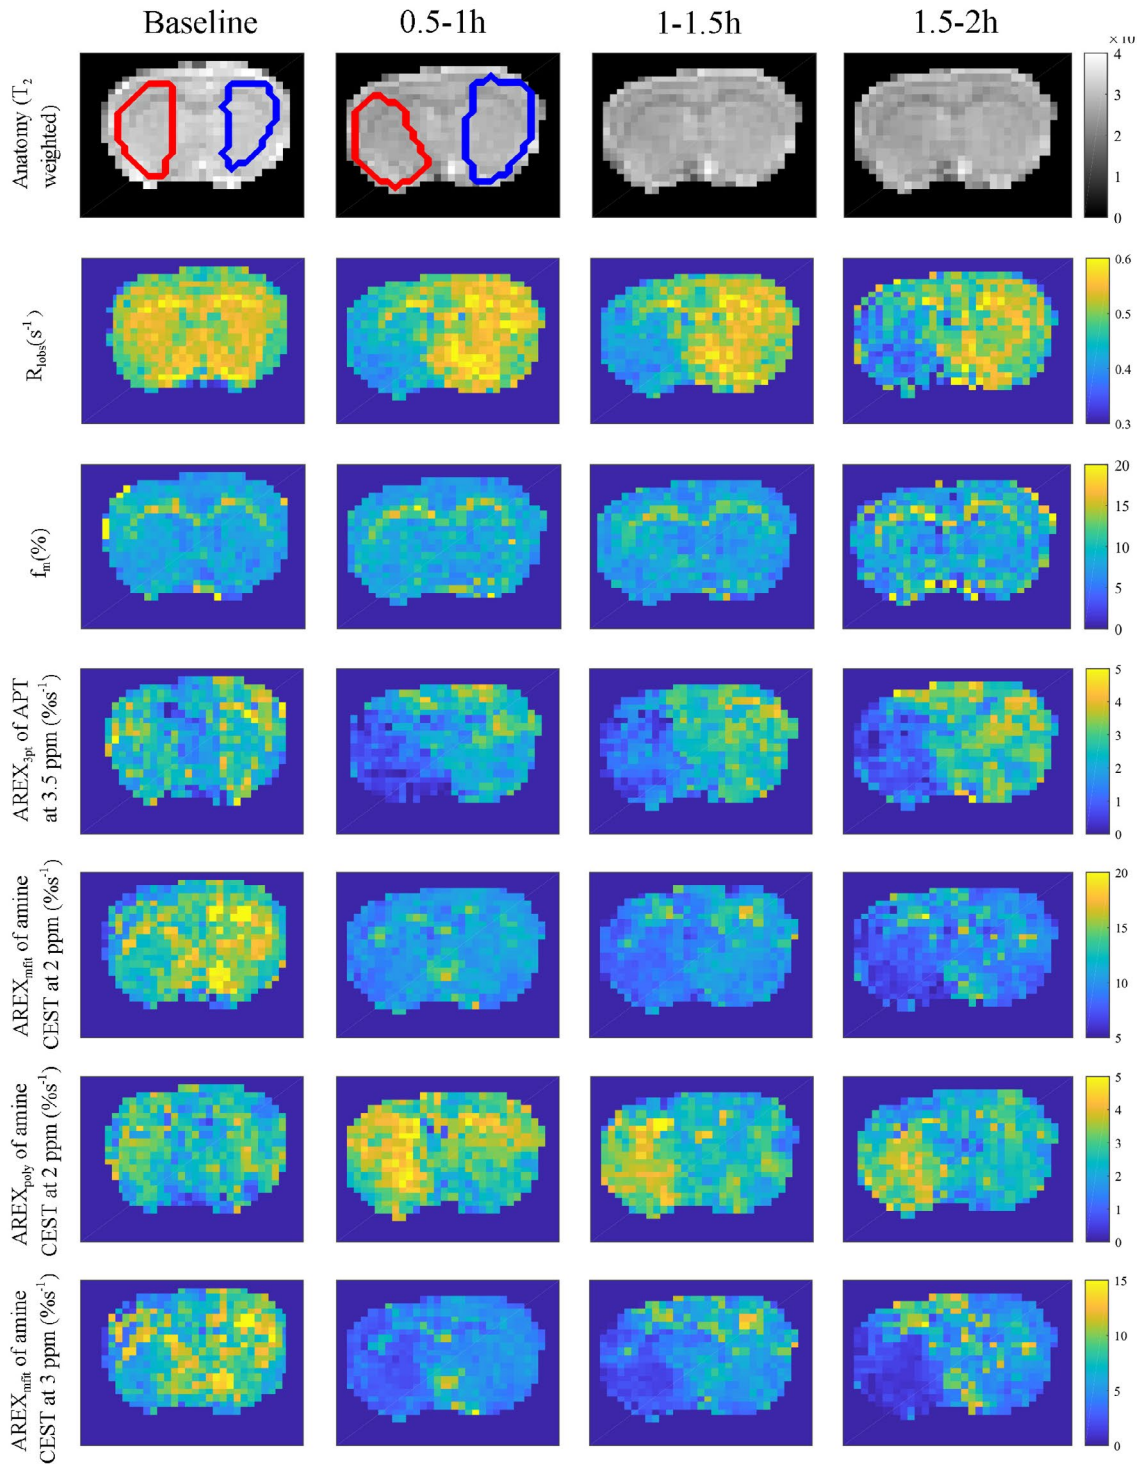 Baseline 0.5-1h 1-1.5h 1.5-2h
Anatomy (T₂
weighted)
4
3
2
1
0
R₁ₒbₛ(s⁻¹)
0.6
0.5
0.4
0.3
fₘ(%)
20
15
10
5
0
AREX₃ₚₜ of APT
at 3.5 ppm (%s⁻¹)
5
4
3
2
1
0
AREXₘfᵢₜ of amine
CEST at 2 ppm (%s⁻¹)
20
15
10
5
AREXₚₒₗy of amine
CEST at 2 ppm (%s⁻¹)
5
4
3
2
1
0
AREXₘfᵢₜ of amine
CEST at 3 ppm (%s⁻¹)
15
10
5
0